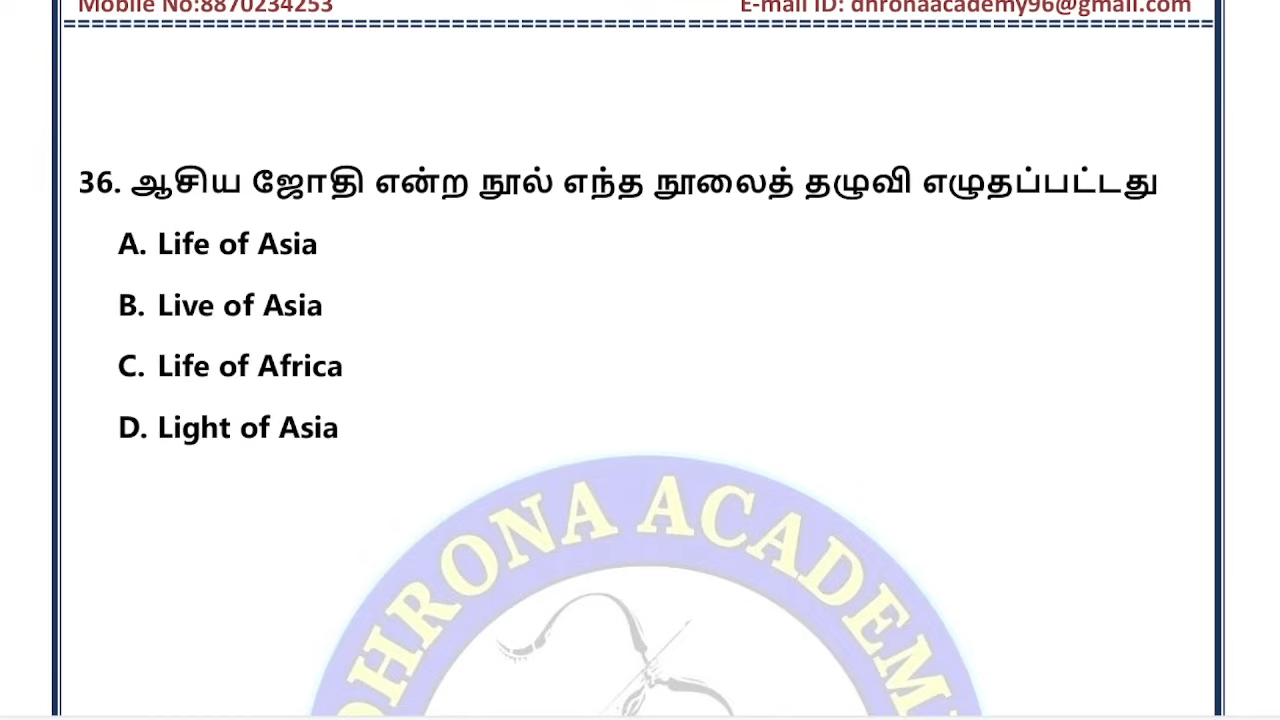 Mobile No:8870234253 E-mail ID: dhronaacademy96@gmail.com
36. ஆசிய ஜோதி என்ற நூல் எந்த நூலைத் தழுவி எழுதப்பட்டது
A. Life of Asia
B. Live of Asia
C. Life of Africa
D. Light of Asia
DHRONA ACADEMY